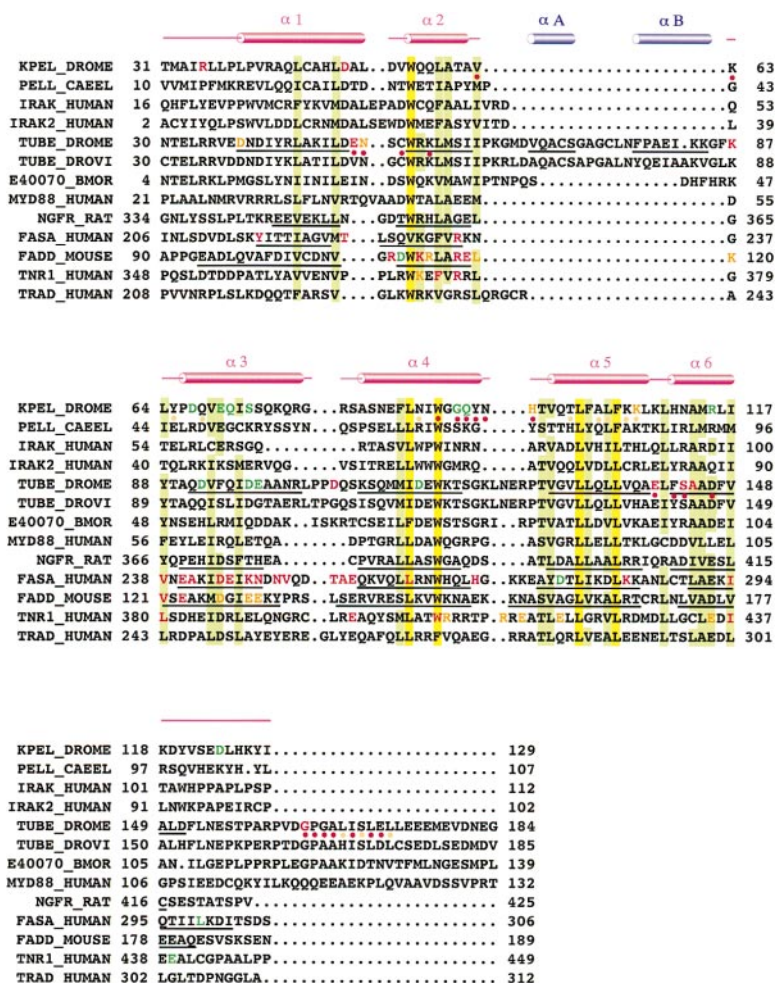 α 1 α 2 α A α B
KPEL_DROME 31 TMAIRLLPLPVRAQLCAHLDAL..DVWQQLATAV.............................K 63
PELL_CAEEL 10 VVMIPFMKREVLQQICAILDTD..NTWETIAPYMP............................G 43
IRAK_HUMAN 16 QHFLYEVPPWVMCRFYKVMDALEPADWCQFAALIVRD..........................Q 53
IRAK2_HUMAN 2 ACYIYQLPSWVLDDLCRNMDALSEWDWMEFASYVITD..........................L 39
TUBE_DROME 30 NTELRRVEDNDIYRLAKILDEN..SCWRKLMSIIPKGMDVQACSGAGCLNFPAEI.KKGFK 87
TUBE_DROVI 30 CTELRRVDDNDIYRLATILDVN..GCWRKLMSIIPKRLDAQACSAPGALNYQEIAAKVGLK 88
E40070_BMOR 4 NTELRKLPMGSLYNIINILEIN..DSWQKVMAWIPTNPQS.............DHFHRK 47
MYD88_HUMAN 21 PLAALNMRVRRRLSLFLNVRTQVAADWTALAEEM.............................D 55
NGFR_RAT 334 GNLYSSLPLTKREEVEKLLN...GDTWRHLAGEL.............................G 365
FASA_HUMAN 206 INLSDVDLSKYITTIAGVMT...LSQVKGFVRKN.............................G 237
FADD_MOUSE 90 APPGEADLQVAFDIVCDNV....GRDWKRLARELE............................K 120
TNR1_HUMAN 348 PQSLDTDDPATLYAVVENVP...PLRWKEFVRRL.............................G 379
TRAD_HUMAN 208 PVVNRPLSLKDQQTFARSV....GLKWRKVGRSLQRGCR........................A 243
α 3 α 4 α 5 α 6
KPEL_DROME 64 LYPDQVEQISSQKQRG...RSASNEFLNIWGGQYN....HTVQTLFALFKKLKLHNAMRLI 117
PELL_CAEEL 44 IELRDVEGCKRYSSYN...QSPSELLLRIWSSKG.....YSTTHLYQLFAKTKLIRLMRMM 96
IRAK_HUMAN 54 TELRLCERSGQ........RTASVLWPWINRN.......ARVADLVHILTHLQLLRARDII 100
IRAK2_HUMAN 40 TQLRKIKSMERVQG.....VSITRELLWWWGMRQ.....ATVQQLVDLLCRLELYRAAQII 90
TUBE_DROME 88 YTAQDVFQIDEAANRLPPDQSKSQMMIDEWKTSGKLNERPTVGVLLQLLVQAELFSAADFV 148
TUBE_DROVI 89 YTAQQISLIDGTAERLTPGQSISQVMIDEWKTSGKLNERPTVGVLLQLLVHAEIYSAADFV 149
E40070_BMOR 48 NYSEHLRMIQDDAK.ISKRTCSEILFDEWSTSGRI..RPTVATLLDVLVKAEIYRAADEI 104
MYD88_HUMAN 56 FEYLEIRQLETQA......DPTGRLLDAWQGRPG.....ASVGRLLELLTKLGCDDLLVEL 105
NGFR_RAT 366 YQPEHIDSFTHEA......CPVRALLASWGAQDS.....ATLDALLAALRRIQRADIVESL 415
FASA_HUMAN 238 VNEAKIDEIKNDNVQD..TAEQKVQLLRNWHQLHG..KKEAYDTLIKDLKKANLCTLAEKI 294
FADD_MOUSE 121 VSEAKMDGIEEKYPRS..LSERVRESLKVWKNAEK..KNASVAGLVKALRTCRLNLVADLV 177
TNR1_HUMAN 380 LSDHEIDRLELQNGRC..LREAQYSMLATWRRRTP.RREATLELLGRVLRDMDLLGCLEDI 437
TRAD_HUMAN 243 LRDPALDSLAYEYERE.GLYEQAFQLLRRFVQAEG..RRATLQRLVEALEENELTSLAEDL 301
KPEL_DROME 118 KDYVSEDLHKYI......................... 129
PELL_CAEEL 97 RSQVHEKYH.YL......................... 107
IRAK_HUMAN 101 TAWHPPAPLPSP......................... 112
IRAK2_HUMAN 91 LNWKPAPEIRCP......................... 102
TUBE_DROME 149 ALDFLNESTPARPVDGPGALISLELLEEEMEVDNEG 184
TUBE_DROVI 150 ALHFLNEPKPERPTDGPAAHISLDLCSEDLSEDMDV 185
E40070_BMOR 105 AN.ILGEPLPPRPLEGPAAKIDTNVTFMLNGESMPL 139
MYD88_HUMAN 106 GPSIEEDCQKYILKQQQEEAEKPLQVAAVDSSVPRT 132
NGFR_RAT 416 CSESTATSPV........................... 425
FASA_HUMAN 295 QTIILKDITSDS......................... 306
FADD_MOUSE 178 EEAQESVSKSEN......................... 189
TNR1_HUMAN 438 EEALCGPAALPP......................... 449
TRAD_HUMAN 302 LGLTDPNGGLA.......................... 312